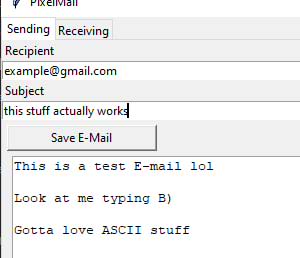 PixelMail
Sending Receiving
Recipient
example@gmail.com
Subject
this stuff actually works
Save E-Mail
This is a test E-mail lol
Look at me typing B)
Gotta love ASCII stuff